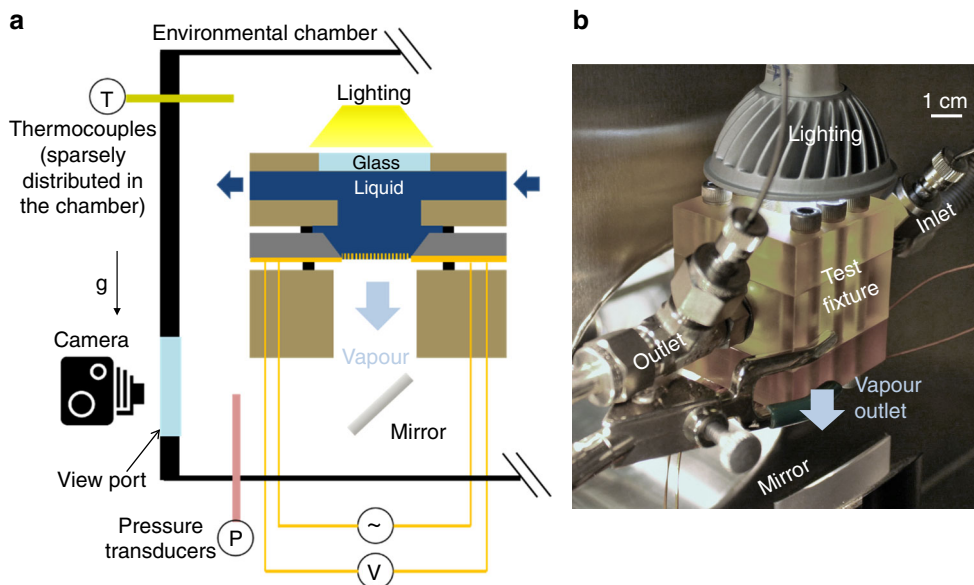 a
Environmental chamber
T
Thermocouples
(sparsely
distributed in
the chamber)
Lighting
Glass
Liquid
g
Camera
Vapour
View port
Mirror
Pressure
transducers
P
~
V
b
1 cm
Lighting
Inlet
Test
fixture
Outlet
Vapour
outlet
Mirror